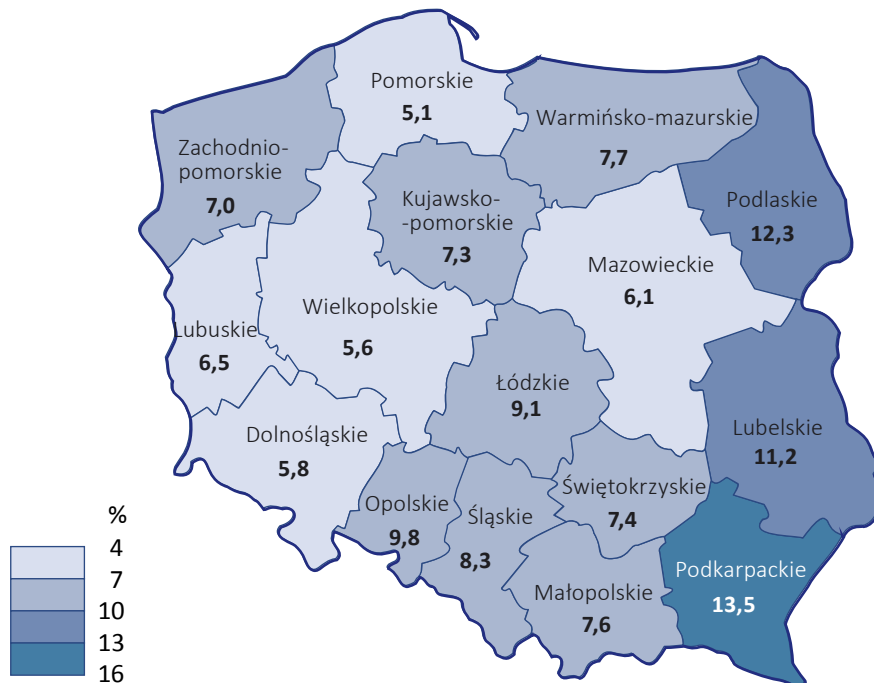 Pomorskie
5,1
Warmińsko-mazurskie
7,7
Zachodnio-
pomorskie
7,0
Kujawsko-
-pomorskie
7,3
Podlaskie
12,3
Mazowieckie
6,1
Wielkopolskie
5,6
Lubuskie
6,5
Łódzkie
9,1
Dolnośląskie
5,8
Lubelskie
11,2
Opolskie
9,8
Śląskie
8,3
Świętokrzyskie
7,4
Małopolskie
7,6
Podkarpackie
13,5
%
4
7
10
13
16